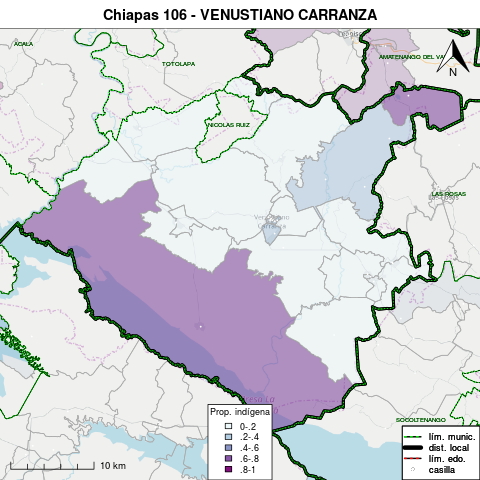 Chiapas 106 - VENUSTIANO CARRANZA
ACALA
TOTOLAPA
AMATENANGO DEL VA
N
NICOLAS RUIZ
LAS ROSAS
Venustiano
Carranza
SOCOLTENANGO
Prop. indígena
0-.2
.2-.4
.4-.6
.6-.8
.8-1
lím. munic.
dist. local
lím. edo.
casilla
10 km